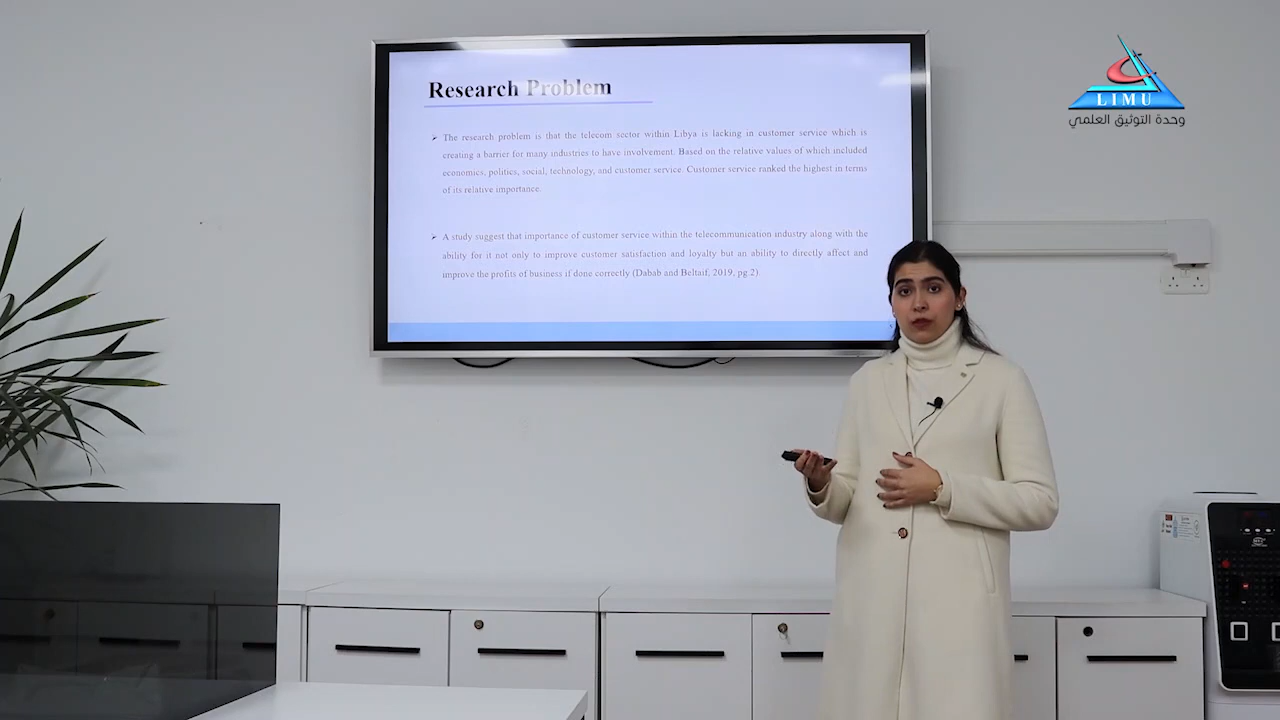 Research Problem
➢ The research problem is that the telecom sector within Libya is lacking in customer service which is
creating a barrier for many industries to have involvement. Based on the relative values of which included
economics, politics, social, technology, and customer service. Customer service ranked the highest in terms
of its relative importance.
➢ A study suggest that importance of customer service within the telecommunication industry along with the
ability for it not only to improve customer satisfaction and loyalty but an ability to directly affect and
improve the profits of business if done correctly (Dabab and Beltaif, 2019, pg 2).
LIMU
وحدة التوثيق العلمي